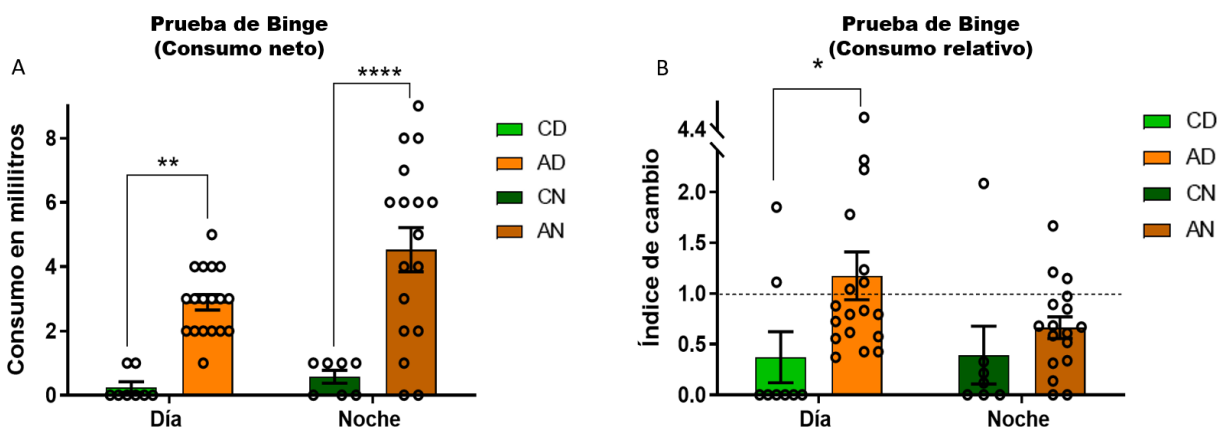 Prueba de Binge
(Consumo neto)
A
**
****
Consumo en mililitros
8
6
4
2
0
Día
Noche
CD
AD
CN
AN
Prueba de Binge
(Consumo relativo)
B
*
Índice de cambio
4.4
2.0
1.5
1.0
0.5
0.0
Día
Noche
CD
AD
CN
AN